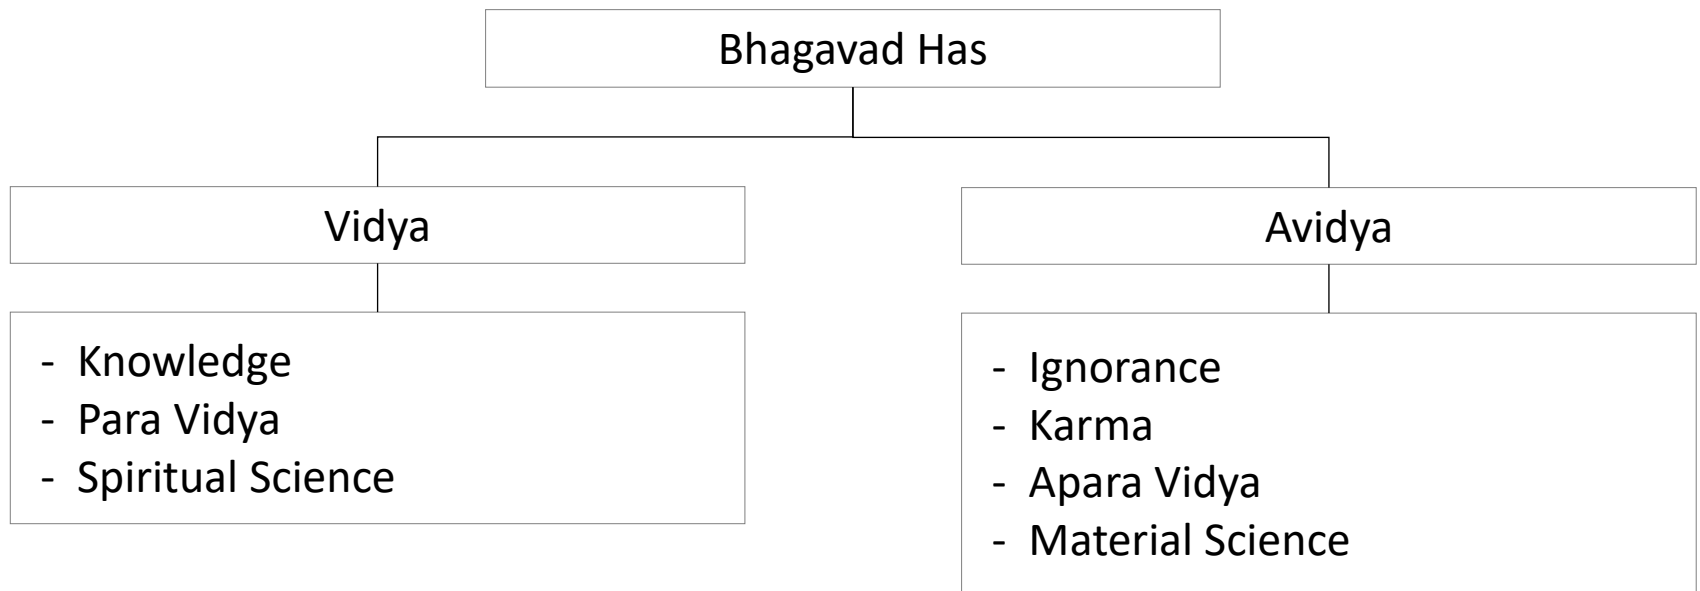 Bhagavad Has
Vidya
- Knowledge
- Para Vidya
- Spiritual Science
Avidya
- Ignorance
- Karma
- Apara Vidya
- Material Science